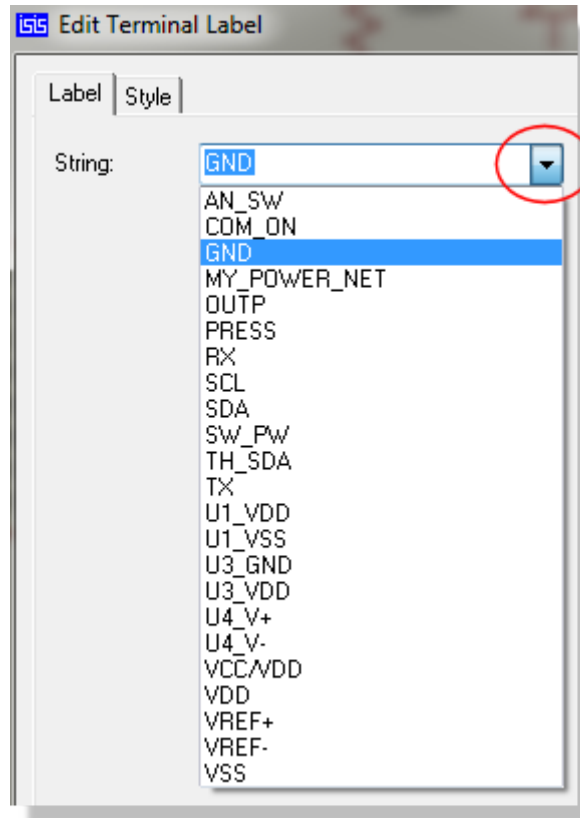 isis Edit Terminal Label
Label Style
String: GND
AN_SW
COM_ON
GND
MY_POWER_NET
OUTP
PRESS
RX
SCL
SDA
SW_PW
TH_SDA
TX
U1_VDD
U1_VSS
U3_GND
U3_VDD
U4_V+
U4_V-
VCC/VDD
VDD
VREF+
VREF-
VSS